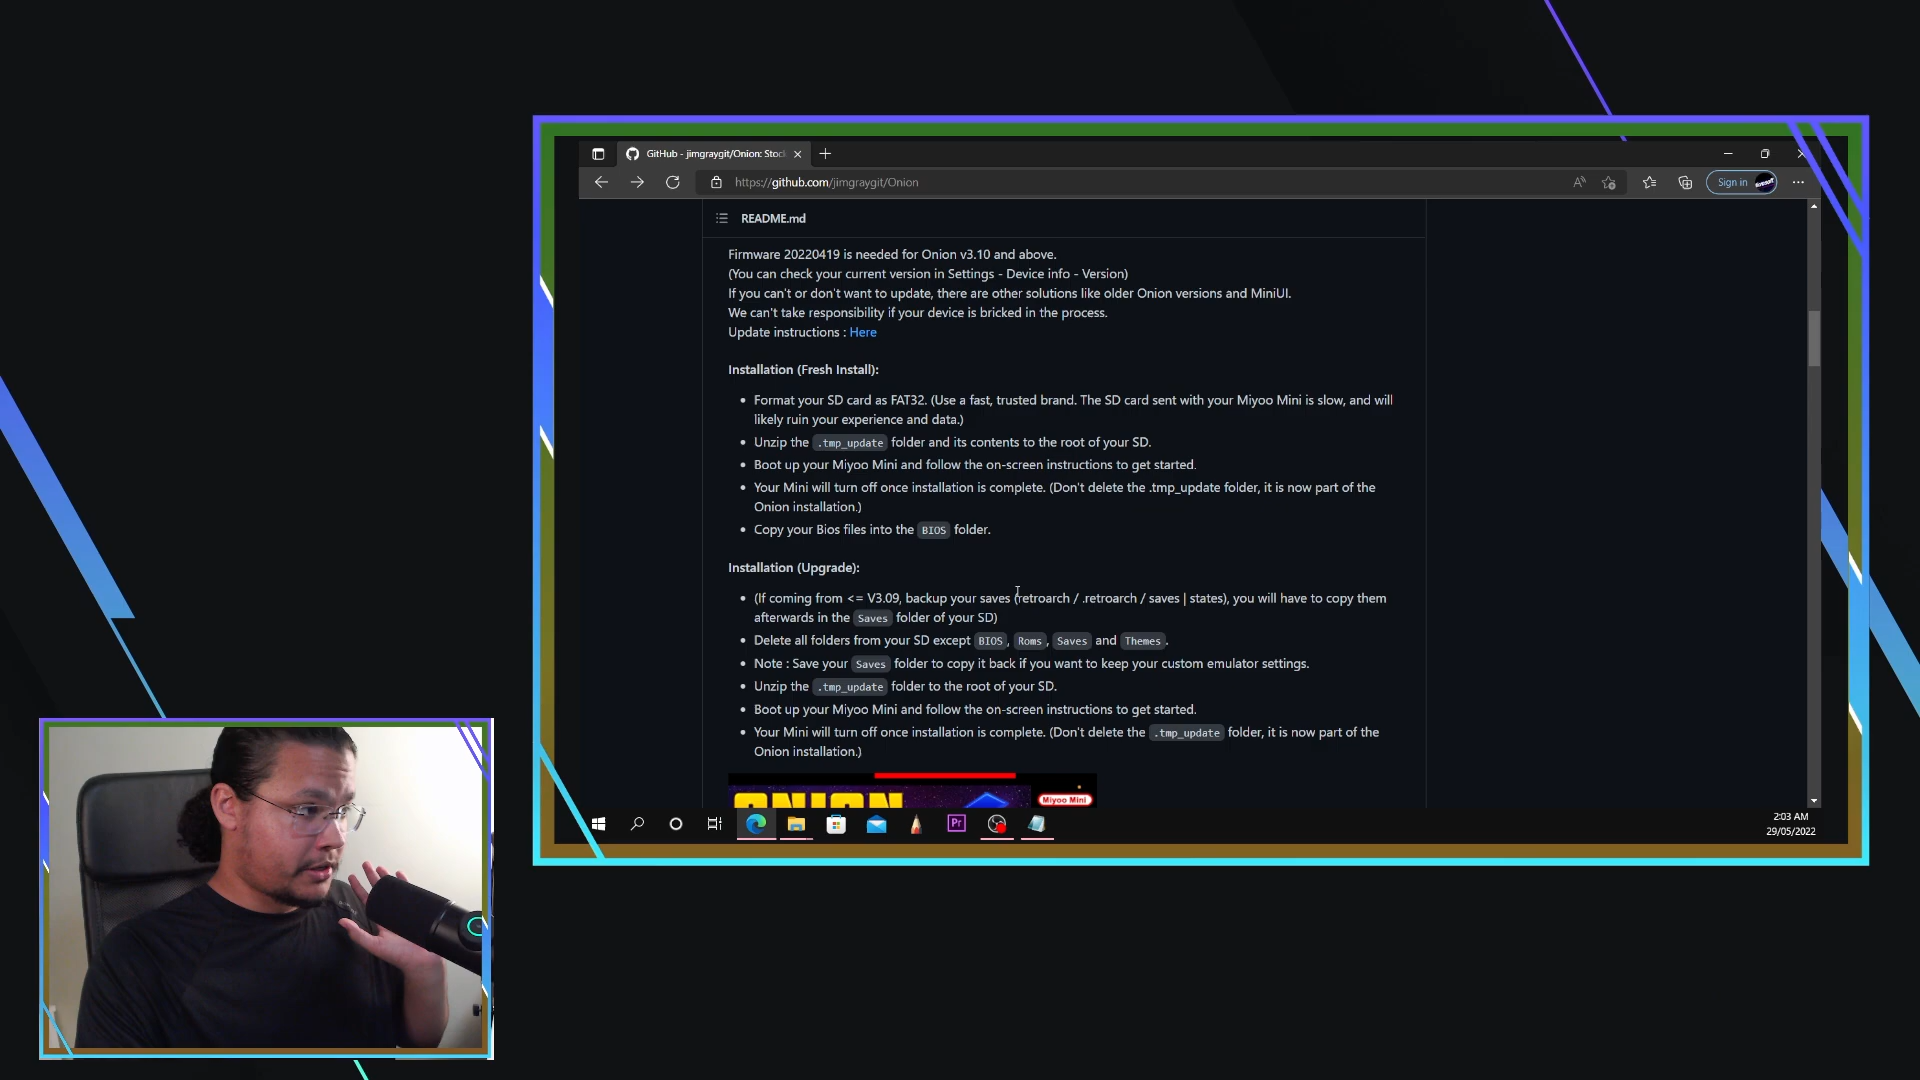 GitHub - jimgraygit/Onion: Stoc
https://github.com/jimgraygit/Onion
Sign in
README.md
Firmware 20220419 is needed for Onion v3.10 and above.
(You can check your current version in Settings - Device info - Version)
If you can't or don't want to update, there are other solutions like older Onion versions and MiniUI.
We can't take responsibility if your device is bricked in the process.
Update instructions : Here
Installation (Fresh Install):
• Format your SD card as FAT32. (Use a fast, trusted brand. The SD card sent with your Miyoo Mini is slow, and will
likely ruin your experience and data.)
• Unzip the .tmp_update folder and its contents to the root of your SD.
• Boot up your Miyoo Mini and follow the on-screen instructions to get started.
• Your Mini will turn off once installation is complete. (Don't delete the .tmp_update folder, it is now part of the
Onion installation.)
• Copy your Bios files into the BIOS folder.
Installation (Upgrade):
• (If coming from <= V3.09, backup your saves (retroarch / .retroarch / saves | states), you will have to copy them
afterwards in the Saves folder of your SD)
• Delete all folders from your SD except BIOS, Roms, Saves and Themes.
• Note : Save your Saves folder to copy it back if you want to keep your custom emulator settings.
• Unzip the .tmp_update folder to the root of your SD.
• Boot up your Miyoo Mini and follow the on-screen instructions to get started.
• Your Mini will turn off once installation is complete. (Don't delete the .tmp_update folder, it is now part of the
Onion installation.)
ONION
Miyoo Mini
Pr
2:03 AM
29/05/2022